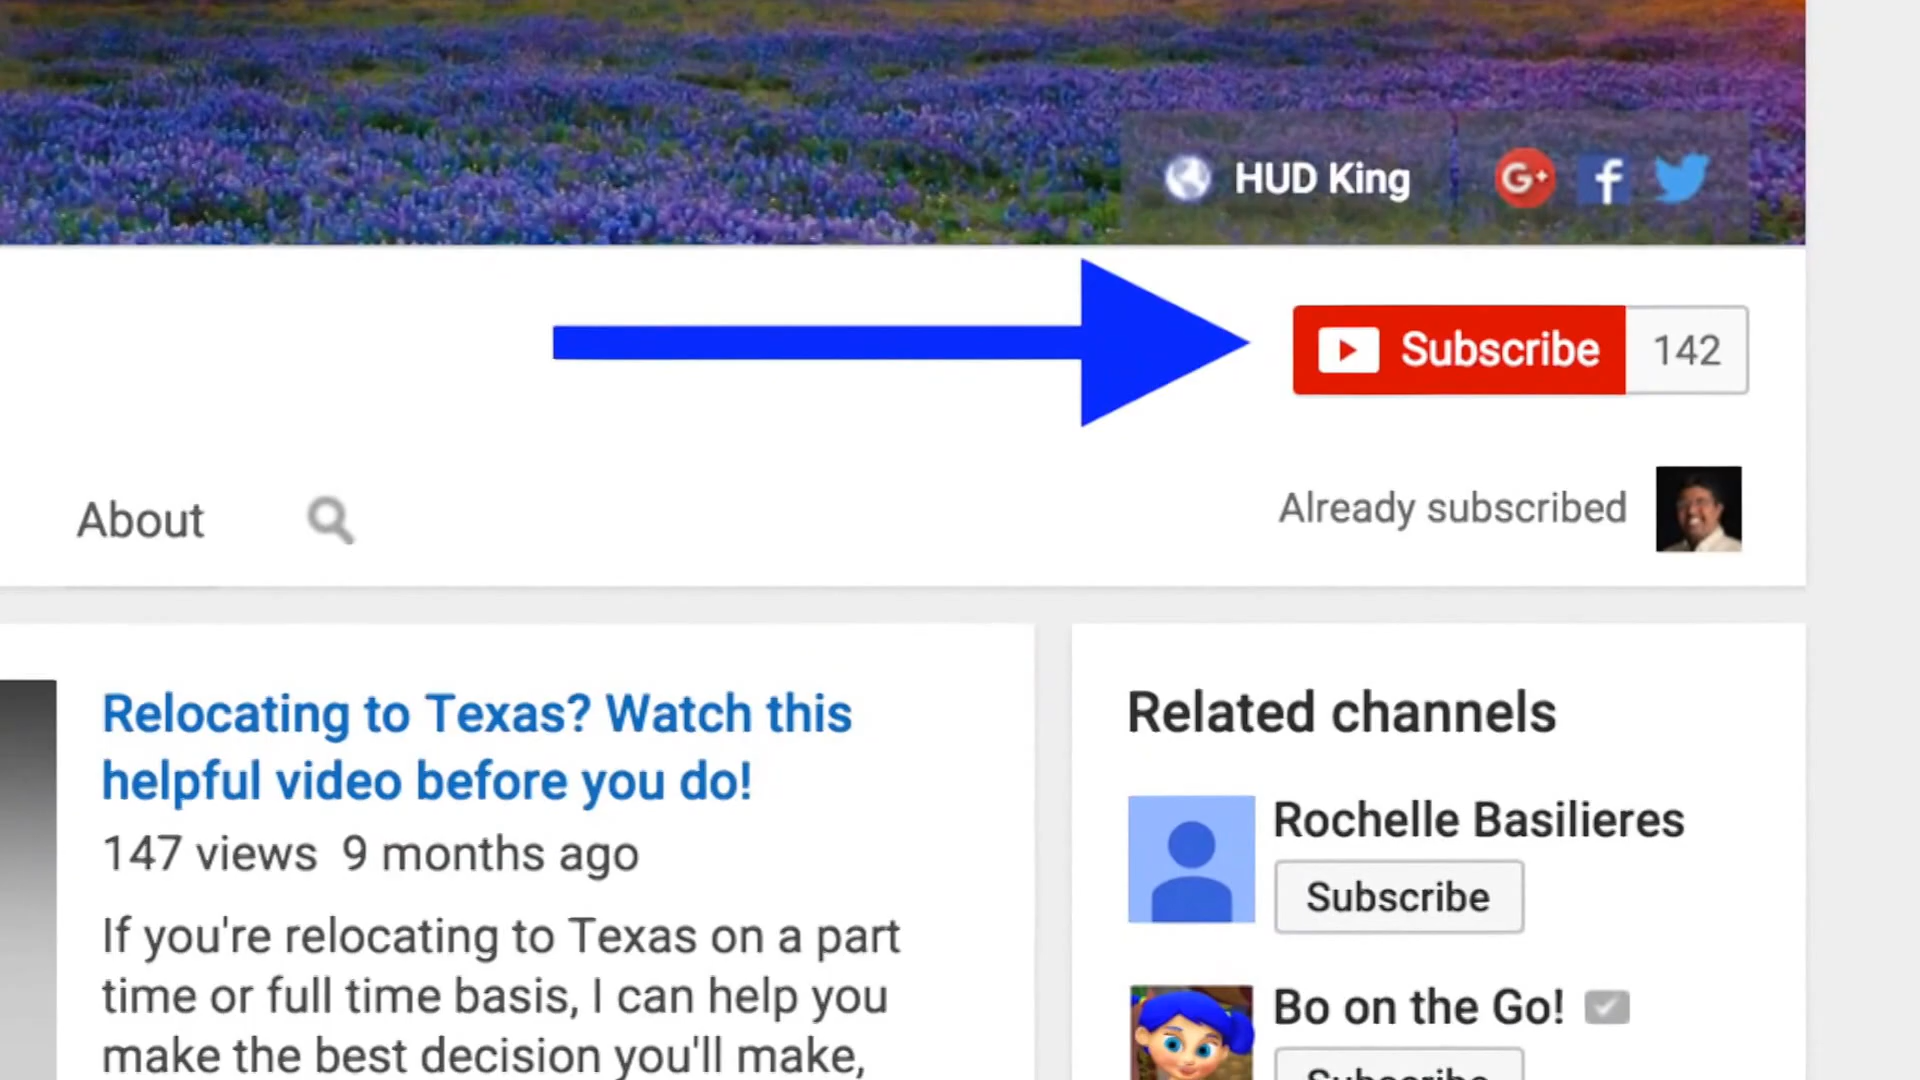 HUD King
G+ f
Subscribe 142
About
Already subscribed
Relocating to Texas? Watch this
helpful video before you do!
147 views 9 months ago
If you're relocating to Texas on a part
time or full time basis, I can help you
make the best decision you'll make,
Related channels
Rochelle Basilieres
Subscribe
Bo on the Go!
Subscribe